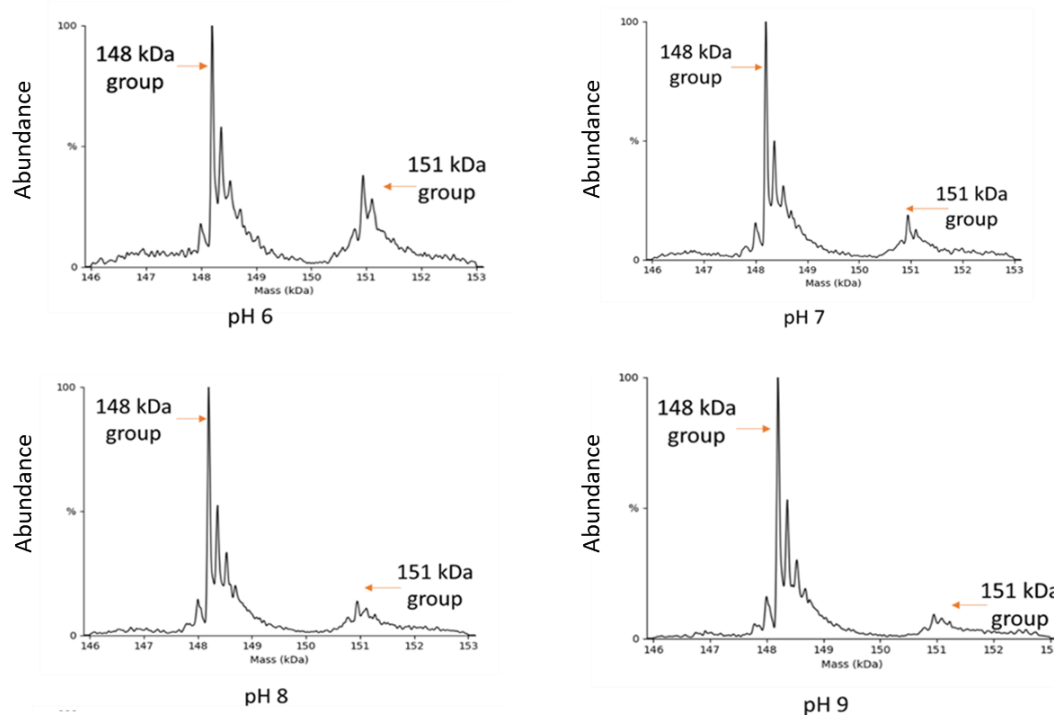 100
148 kDa
group
151 kDa
group
%
0
146 147 148 149 150 151 152 153
Mass (kDa)
Abundance
pH 6
100
148 kDa
group
151 kDa
group
%
0
146 147 148 149 150 151 152 153
Mass (kDa)
Abundance
pH 7
100
148 kDa
group
151 kDa
group
%
0
146 147 148 149 150 151 152 153
Mass (kDa)
Abundance
pH 8
100
148 kDa
group
151 kDa
group
%
0
146 147 148 149 150 151 152
Mass (kDa)
Abundance
pH 9